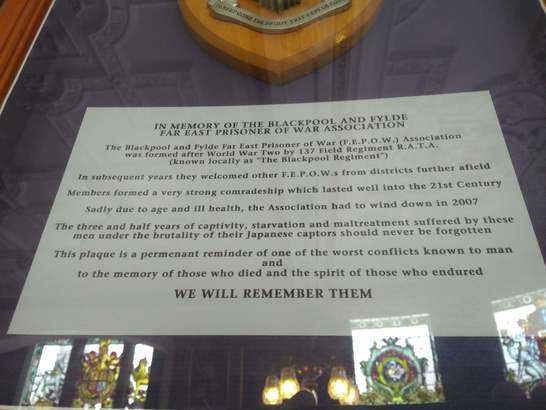 IN MEMORY OF THE BLACKPOOL AND FYLDE
FAR EAST PRISONER OF WAR ASSOCIATION
The Blackpool and Fylde Far East Prisoner of War (F.E.P.O.W.) Association
was formed after World War Two by 137 Field Regiment R.A.T.A.
(known locally as "The Blackpool Regiment")
In subsequent years they welcomed other F.E.P.O.W.s from districts further afield
Members formed a very strong comradeship which lasted well into the 21st Century
Sadly due to age and ill health, the Association had to wind down in 2007
The three and half years of captivity, starvation and maltreatment suffered by these
men under the brutality of their Japanese captors should never be forgotten
This plaque is a permenant reminder of one of the worst conflicts known to man
and
to the memory of those who died and the spirit of those who endured
WE WILL REMEMBER THEM